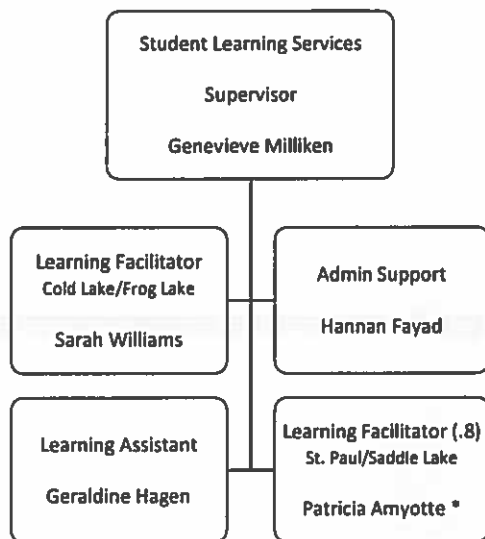 Student Learning Services
Supervisor
Genevieve Milliken
Learning Facilitator
Cold Lake/Frog Lake
Sarah Williams
Admin Support
Hannan Fayad
Learning Assistant
Geraldine Hagen
Learning Facilitator (.8)
St. Paul/Saddle Lake
Patricia Amyotte *